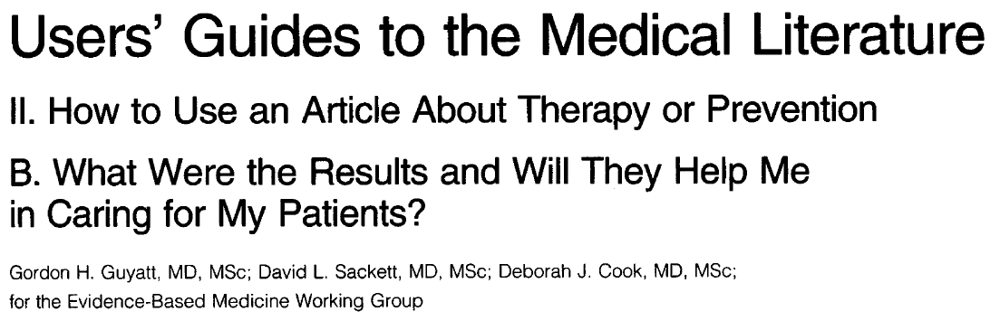 Users' Guides to the Medical Literature
II. How to Use an Article About Therapy or Prevention
B. What Were the Results and Will They Help Me
in Caring for My Patients?
Gordon H. Guyatt, MD, MSc; David L. Sackett, MD, MSc; Deborah J. Cook, MD, MSc;
for the Evidence-Based Medicine Working Group